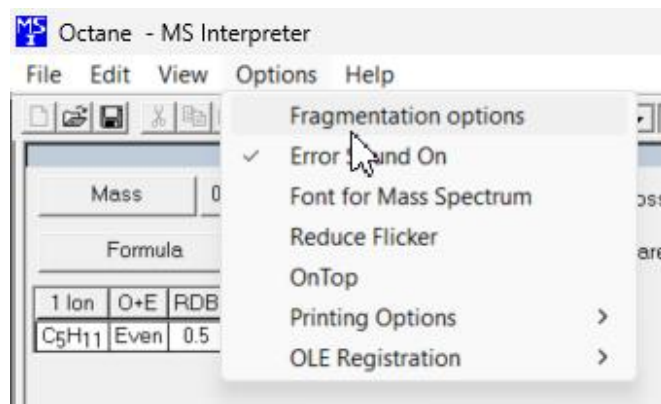 MS
I Octane - MS Interpreter
File Edit View Options Help
Fragmentation options
✓ Error Sound On
Mass
Font for Mass Spectrum
Formula
Reduce Flicker
OnTop
1 Ion O+E RDB
Printing Options >
C₅H₁₁ Even 0.5
OLE Registration >